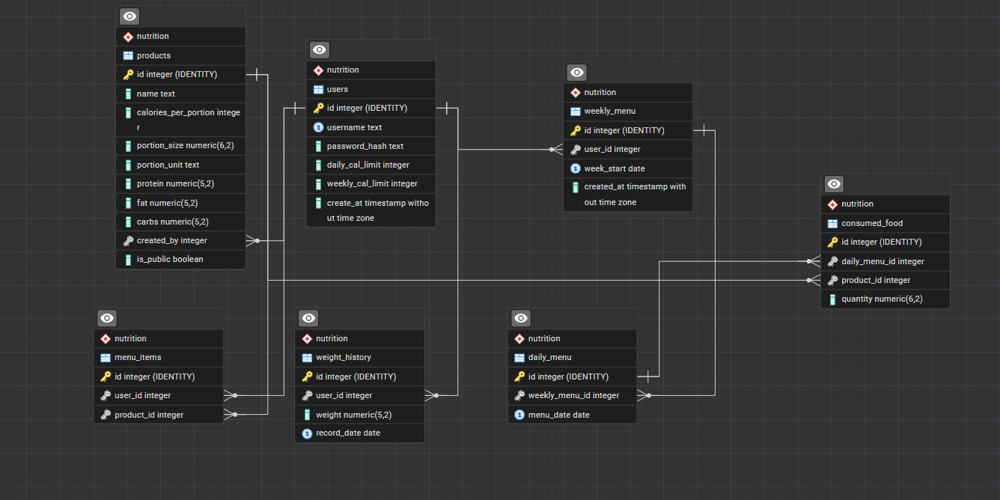 nutrition
products
id integer (IDENTITY)
name text
calories_per_portion intege
r
portion_size numeric(6,2)
portion_unit text
protein numeric(5,2)
fat numeric(5,2)
carbs numeric(5,2)
created_by integer
is_public boolean
nutrition
users
id integer (IDENTITY)
1 username text
password_hash text
daily_cal_limit integer
weekly_cal_limit integer
create_at timestamp witho
ut time zone
nutrition
weekly_menu
id integer (IDENTITY)
user_id integer
1 week_start date
created_at timestamp with
out time zone
nutrition
consumed_food
id integer (IDENTITY)
daily_menu_id integer
product_id integer
quantity numeric(6,2)
nutrition
menu_items
id integer (IDENTITY)
user_id integer
product_id integer
nutrition
weight_history
id integer (IDENTITY)
user_id integer
weight numeric(5,2)
1 record_date date
nutrition
daily_menu
id integer (IDENTITY)
weekly_menu_id integer
1 menu_date date